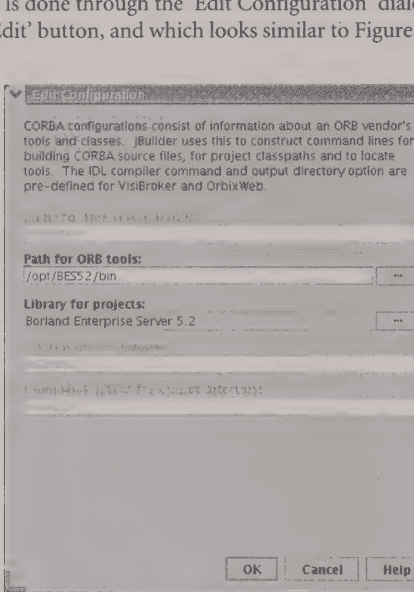 is done through the 'Edit Configuration'
Edit' button, and which looks similar to Figure
Edit Configuration
CORBA configurations consist of information about an ORB vendor's
tools and classes. JBuilder uses this to construct command lines for
building CORBA source files, for project classpaths and to locate
tools. The IDL compiler command and output directory option are
pre-defined for VisiBroker and OrbixWeb.
Path for ORB tools:
/opt/BES52/bin
...
Library for projects:
Borland Enterprise Server 5.2
...
OK Cancel Help